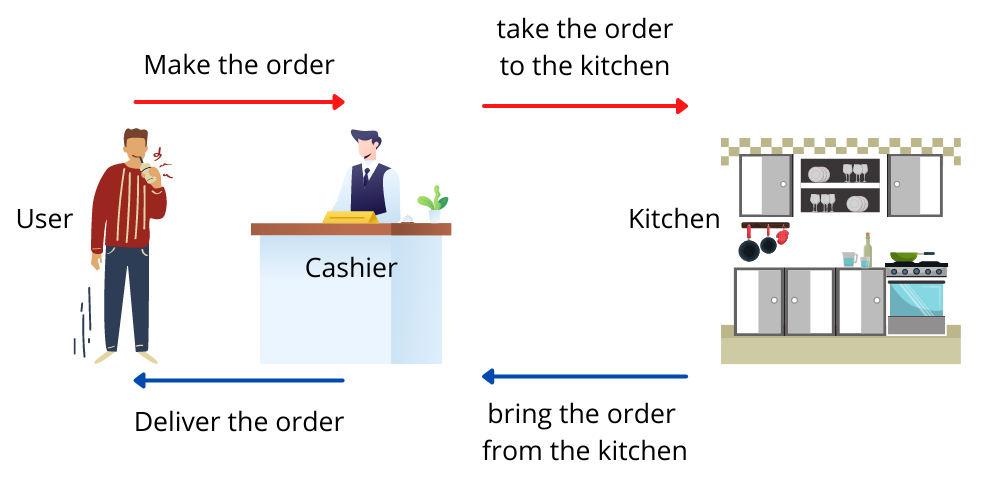 Make the order
take the order
to the kitchen
User
Cashier
Kitchen
Deliver the order
bring the order
from the kitchen